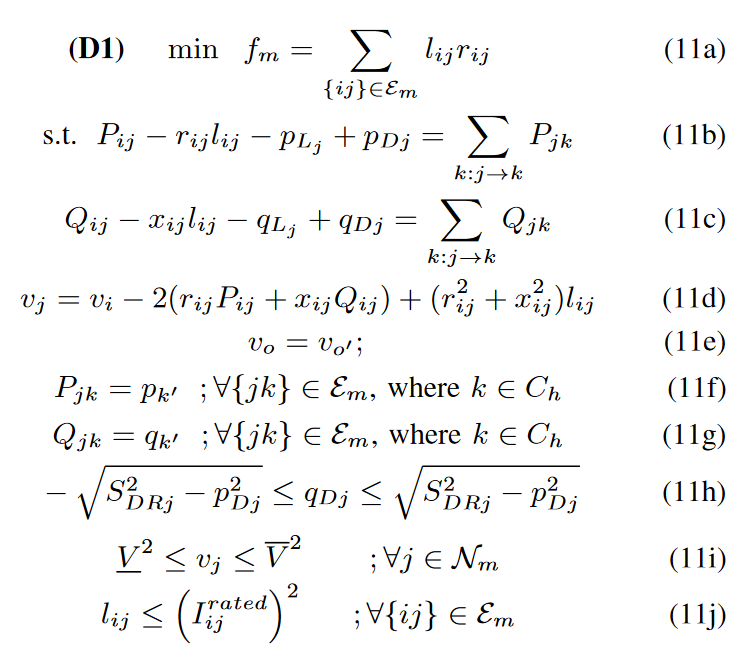 (D1) min f_m = ∑_{{ij}∈ℰ_m} l_{ij} r_{ij} (11a)
s.t. P_{ij} − r_{ij} l_{ij} − p_{L_j} + p_{Dj} = ∑_{k:j→k} P_{jk} (11b)
Q_{ij} − x_{ij} l_{ij} − q_{L_j} + q_{Dj} = ∑_{k:j→k} Q_{jk} (11c)
v_j = v_i − 2(r_{ij} P_{ij} + x_{ij} Q_{ij}) + (r_{ij}^2 + x_{ij}^2) l_{ij} (11d)
v_o = v_{o'}; (11e)
P_{jk} = p_{k'} ;∀{jk} ∈ ℰ_m, where k ∈ C_h (11f)
Q_{jk} = q_{k'} ;∀{jk} ∈ ℰ_m, where k ∈ C_h (11g)
−√(S_{DRj}^2 − p_{Dj}^2) ≤ q_{Dj} ≤ √(S_{DRj}^2 − p_{Dj}^2) (11h)
\underline{V}^2 ≤ v_j ≤ \overline{V}^2 ;∀j ∈ 𝒩_m (11i)
l_{ij} ≤ (I_{ij}^{rated})^2 ;∀{ij} ∈ ℰ_m (11j)